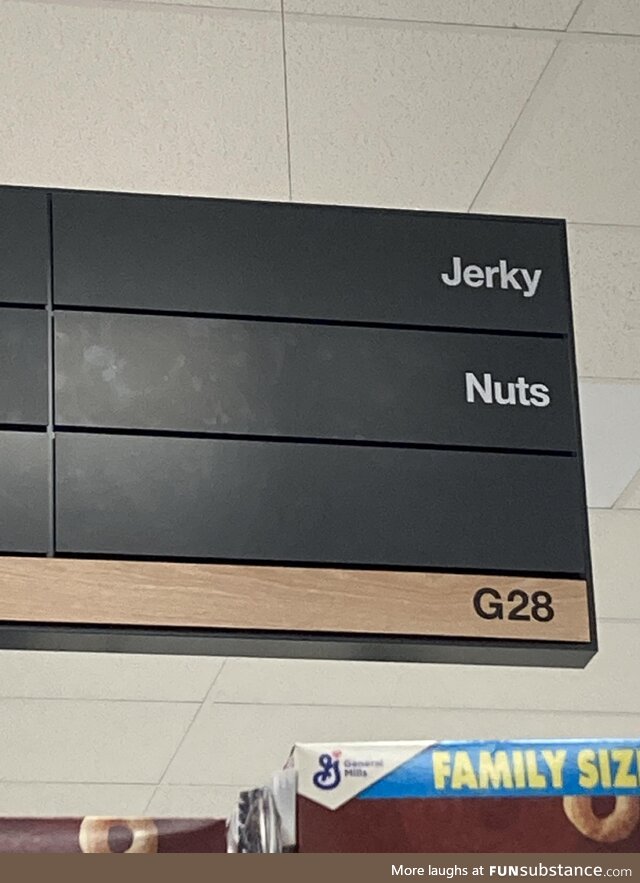 Jerky
Nuts
G28
General
Mills
FAMILY SIZ
More laughs at FUNsubstance.com